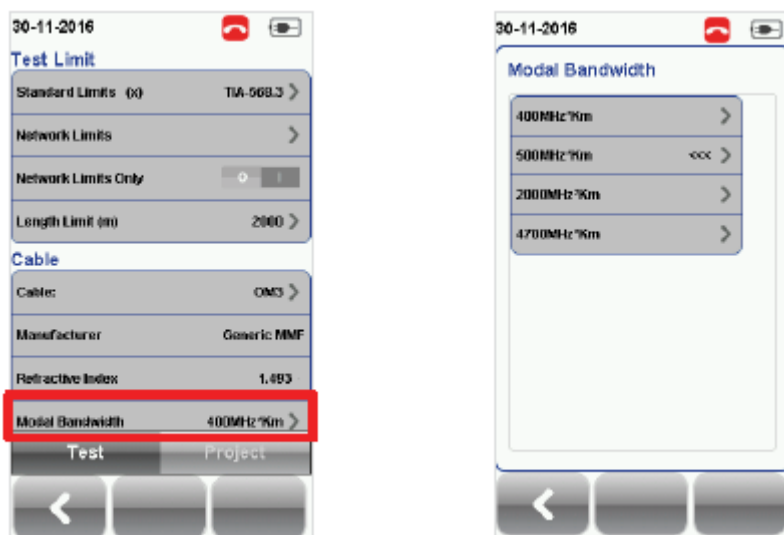 30-11-2016
Test Limit
Standard Limits (x) TIA-568.3 >
Network Limits >
Network Limits Only O I
Length Limit (m) 2000 >
Cable
Cable: OM3 >
Manufacturer Generic MMF
Refractive Index 1.493
Modal Bandwidth 400MHz*Km >
Test Project
30-11-2016
Modal Bandwidth
400MHz*Km >
500MHz*Km <<< >
2000MHz*Km >
4700MHz*Km >